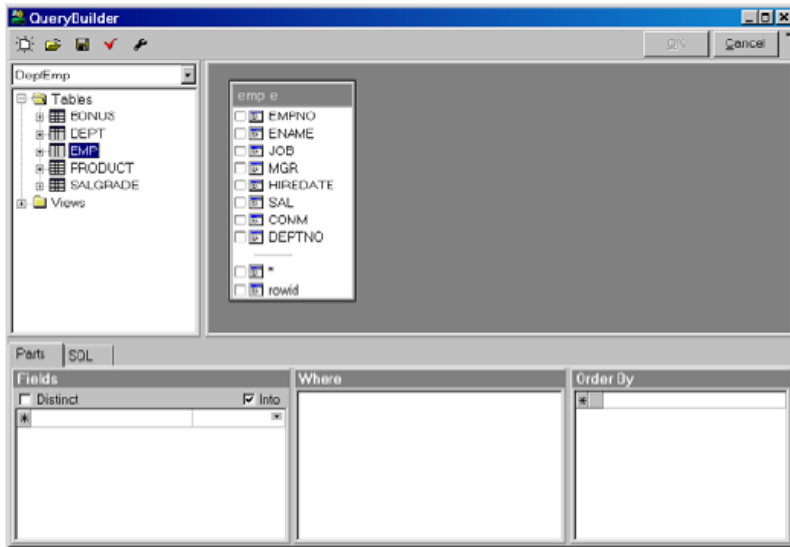 QueryBuilder
OK
Cancel
DeptEmp
Tables
BONUS
DEPT
EMP
PRODUCT
SALGRADE
Views
emp e
EMPNO
ENAME
JOB
MGR
HIREDATE
SAL
COMM
DEPTNO
*
rowid
Parts
SQL
Fields
Distinct
Into
Where
Order By